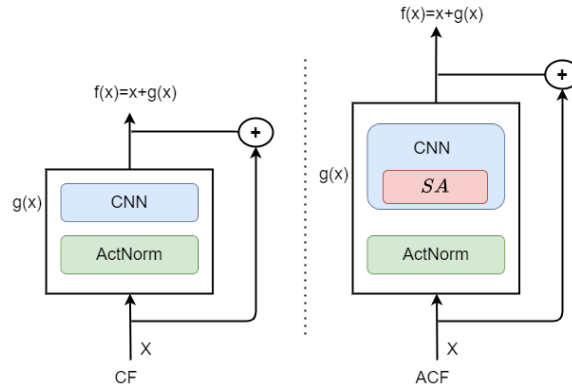 f(x)=x+g(x)
+
g(x)
CNN
ActNorm
X
CF
f(x)=x+g(x)
+
g(x)
CNN
SA
ActNorm
X
ACF